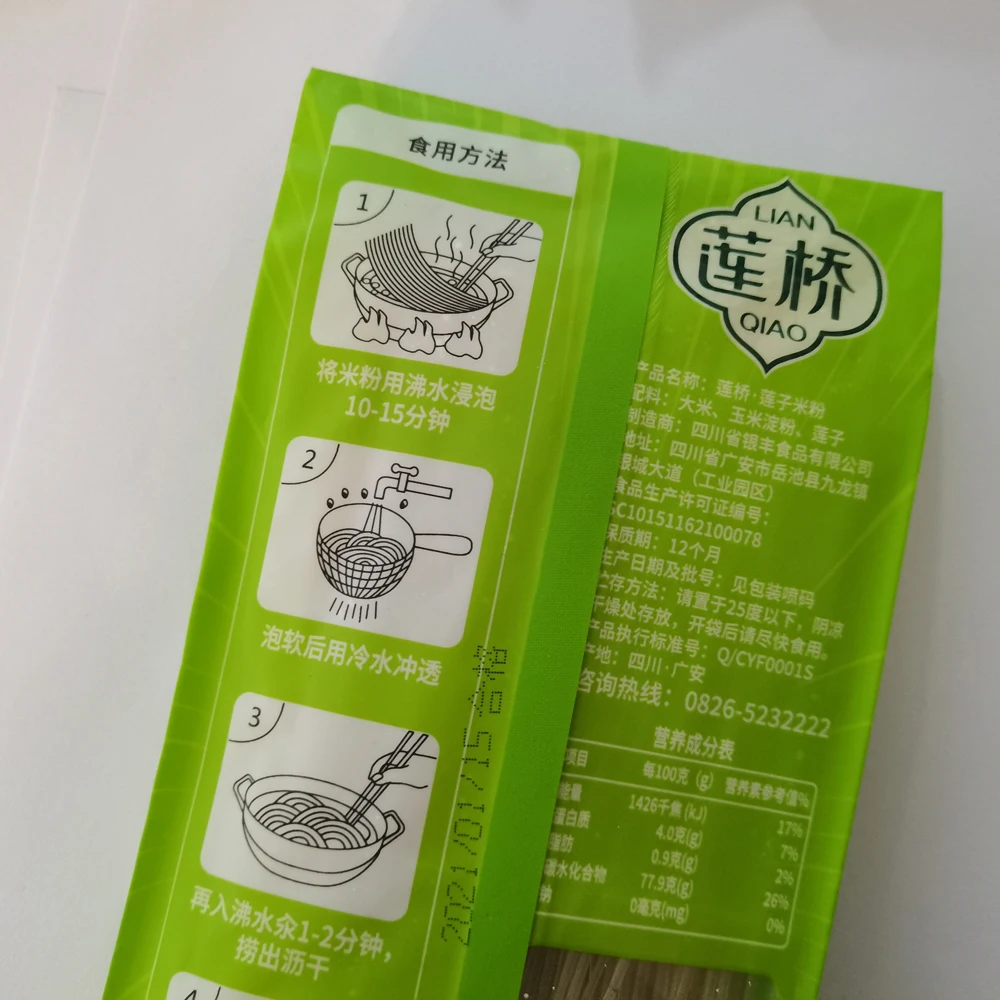 食用方法
1
将米粉用沸水浸泡
10-15分钟
2
泡软后用冷水冲透
3
再入沸水汆1-2分钟，
捞出沥干
4
2021/01/15 合格
LIAN
莲桥
QIAO
产品名称：莲桥·莲子米粉
配料：大米、玉米淀粉、莲子
制造商：四川省银丰食品有限公司
地址：四川省广安市岳池县九龙镇
银城大道（工业园区）
食品生产许可证编号：
SC10151162100078
保质期：12个月
生产日期及批号：见包装喷码
贮存方法：请置于25度以下，阴凉
干燥处存放，开袋后请尽快食用。
产品执行标准号：Q/CYF0001S
产地：四川·广安
咨询热线：0826-5232222
营养成分表
项目 每100克 (g) 营养素参考值%
能量 1426千焦 (kJ) 17%
蛋白质 4.0克(g) 7%
脂肪 0.9克(g) 2%
碳水化合物 77.9克(g) 26%
钠 0毫克(mg) 0%